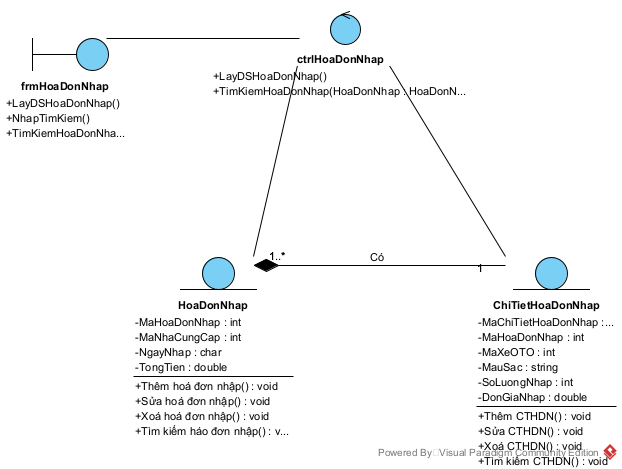 ctrlHoaDonNhap
+LayDSHoaDonNhap()
+TimKiemHoaDonNhap(HoaDonNhap : HoaDonN...
frmHoaDonNhap
+LayDSHoaDonNhap()
+NhapTimKiem()
+TimKiemHoaDonNha...
1..*
Có
1
HoaDonNhap
-MaHoaDonNhap : int
-MaNhaCungCap : int
-NgayNhap : char
-TongTien : double
+Thêm hoá đơn nhập() : void
+Sửa hoá đơn nhập() : void
+Xoá hoá đơn nhập() : void
+Tìm kiếm háo đơn nhập() : v...
ChiTietHoaDonNhap
-MaChiTietHoaDonNhap :...
-MaHoaDonNhap : int
-MaXeOTO : int
-MauSac : string
-SoLuongNhap : int
-DonGiaNhap : double
+Thêm CTHDN() : void
+Sửa CTHDN() : void
+Xoá CTHDN() : void
+Tìm kiếm CTHDN() : void
Powered By Visual Paradigm Community Edition